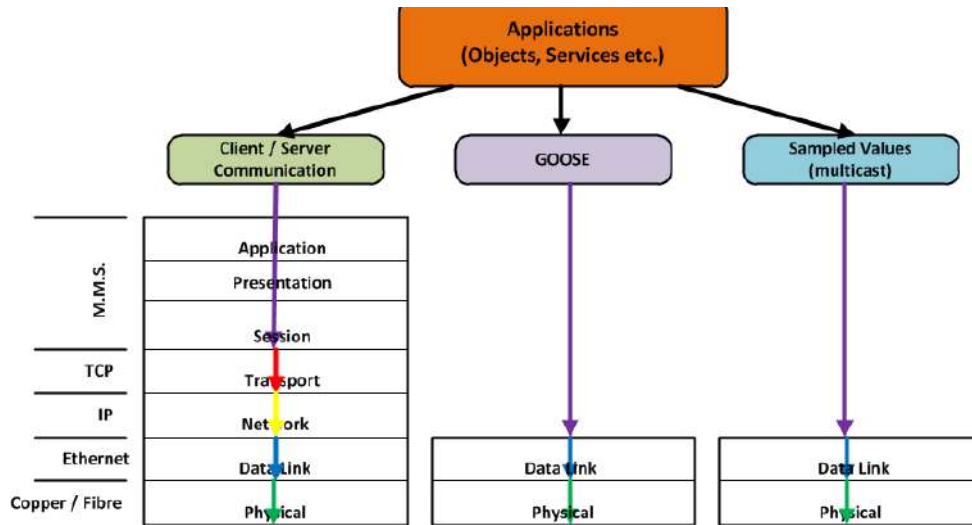 Applications
(Objects, Services etc.)
Client / Server
Communication
GOOSE
Sampled Values
(multicast)
M.M.S.
Application
Presentation
Session
TCP
Transport
IP
Network
Ethernet
Data Link
Data Link
Data Link
Copper / Fibre
Physical
Physical
Physical